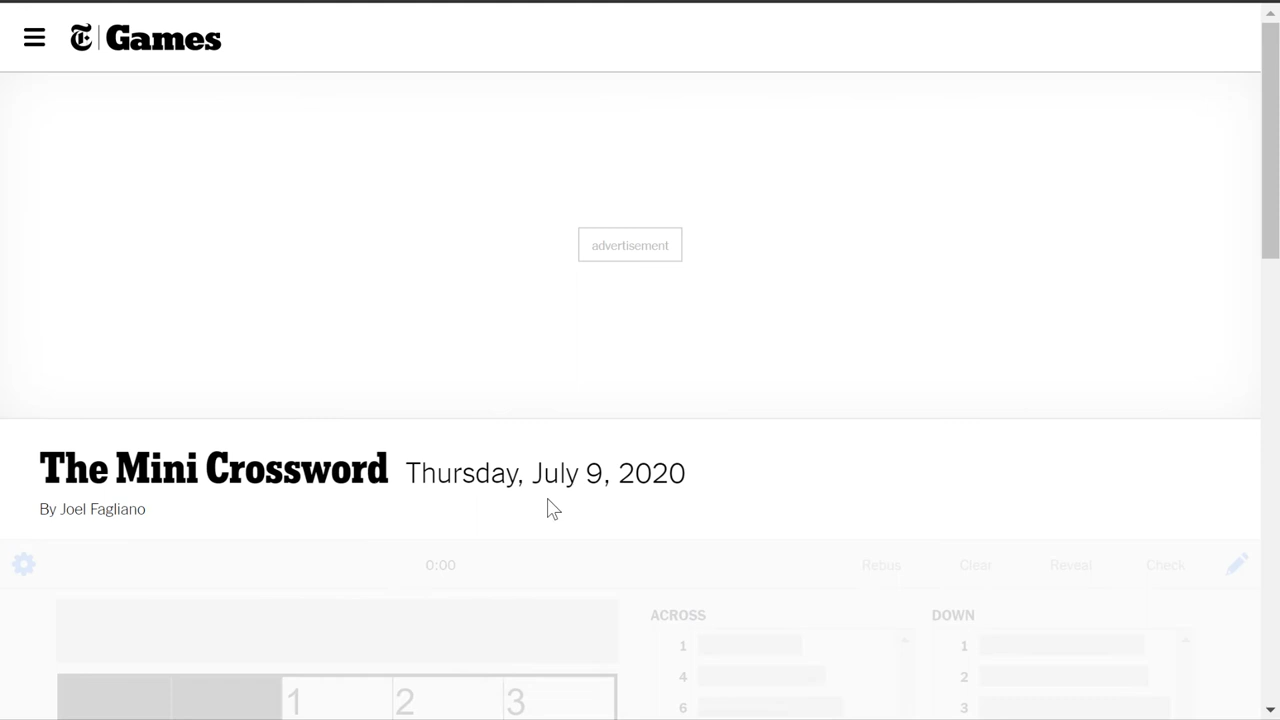 T Games
advertisement
The Mini Crossword Thursday, July 9, 2020
By Joel Fagliano
0:00 Rebus Clear Reveal Check
ACROSS DOWN
1 1
4 2
6 3
1 2 3